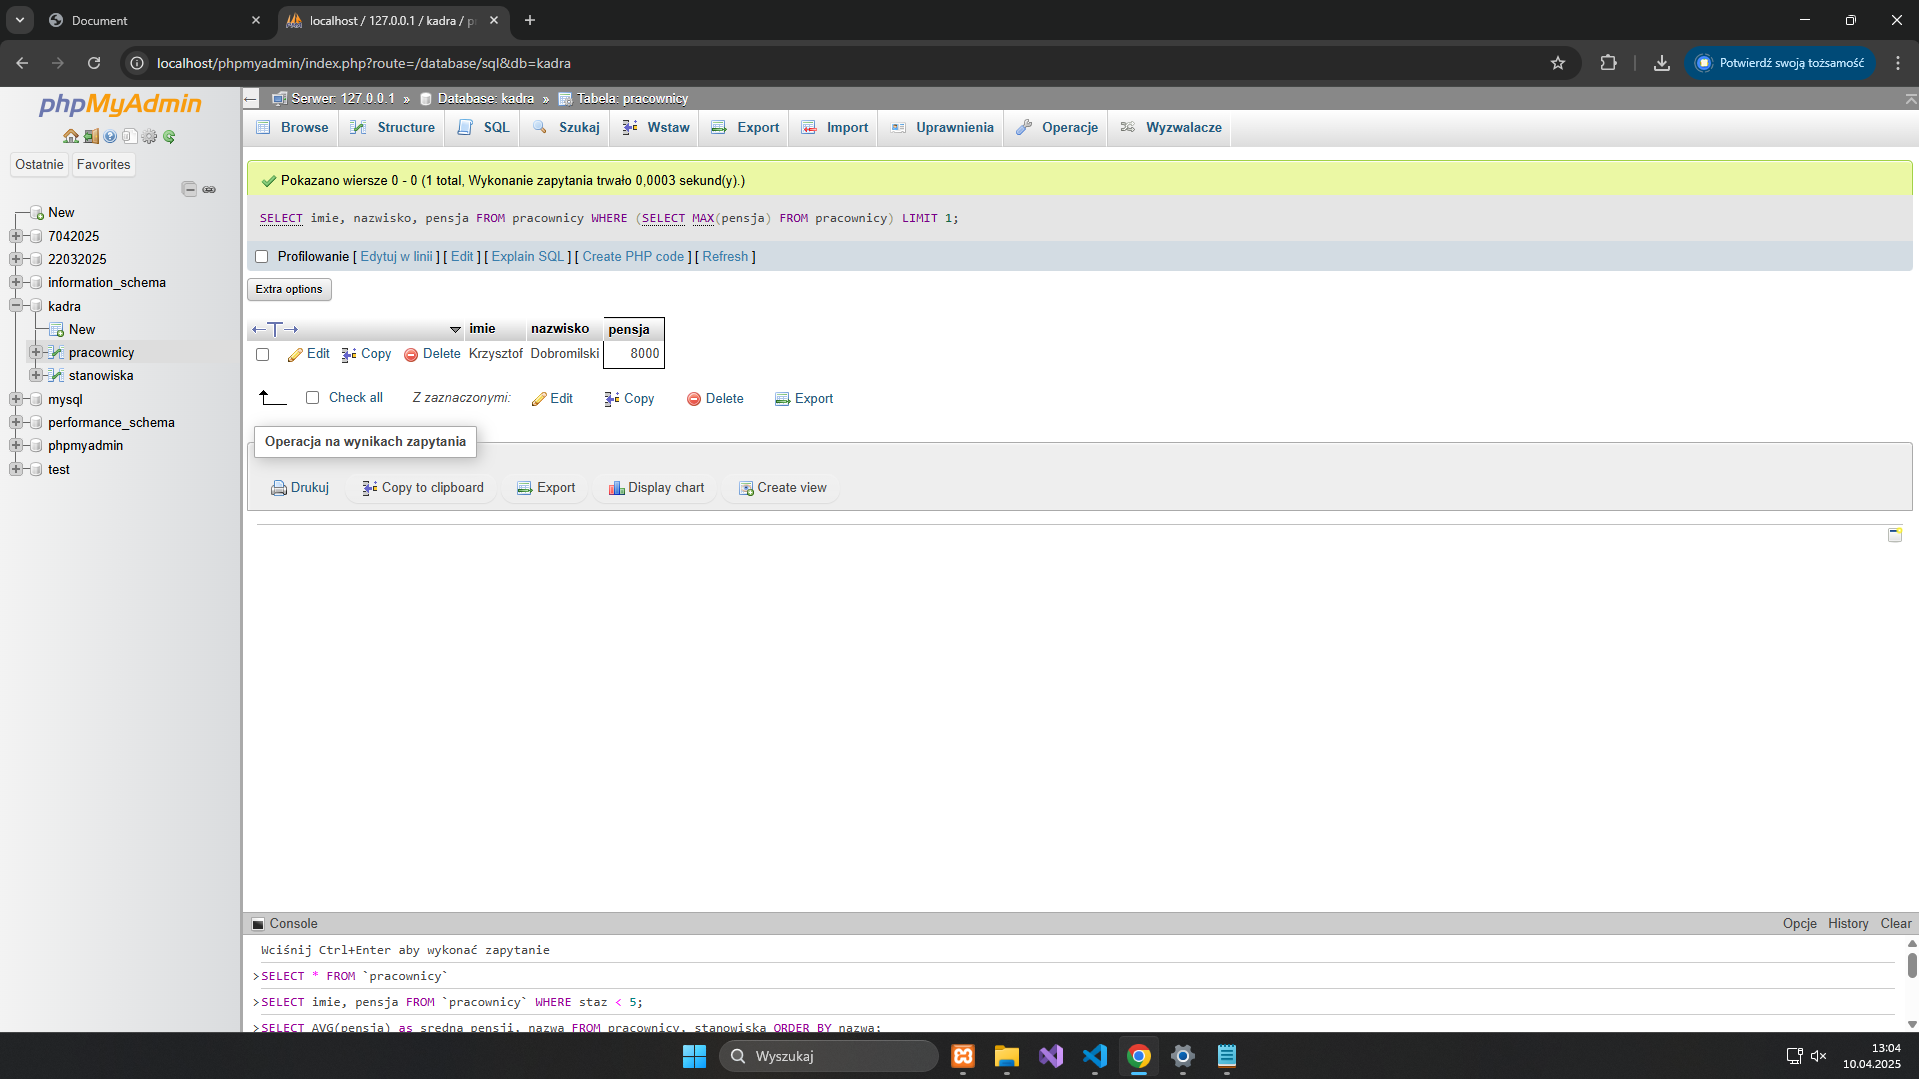 Document
localhost / 127.0.0.1 / kadra / p
localhost/phpmyadmin/index.php?route=/database/sql&db=kadra
Potwierdź swoją tożsamość
phpMyAdmin
Ostatnie
Favorites
New
7042025
22032025
information_schema
kadra
New
pracownicy
stanowiska
mysql
performance_schema
phpmyadmin
test
Serwer: 127.0.0.1 » Database: kadra » Tabela: pracownicy
Browse
Structure
SQL
Szukaj
Wstaw
Export
Import
Uprawnienia
Operacje
Wyzwalacze
Pokazano wiersze 0 - 0 (1 total, Wykonanie zapytania trwało 0,0003 sekund(y).)
SELECT imie, nazwisko, pensja FROM pracownicy WHERE (SELECT MAX(pensja) FROM pracownicy) LIMIT 1;
Profilowanie [ Edytuj w linii ] [ Edit ] [ Explain SQL ] [ Create PHP code ] [ Refresh ]
Extra options
imie nazwisko pensja
Edit Copy Delete Krzysztof Dobromilski 8000
Check all Z zaznaczonymi: Edit Copy Delete Export
Operacja na wynikach zapytania
Drukuj
Copy to clipboard
Export
Display chart
Create view
Console
Opcje History Clear
Wciśnij Ctrl+Enter aby wykonać zapytanie
>SELECT * FROM `pracownicy`
>SELECT imie, pensja FROM `pracownicy` WHERE staz < 5;
>SELECT AVG(pensja) as sredna_pensji, nazwa FROM pracownicy, stanowiska ORDER BY nazwa;
Wyszukaj
13:04
10.04.2025